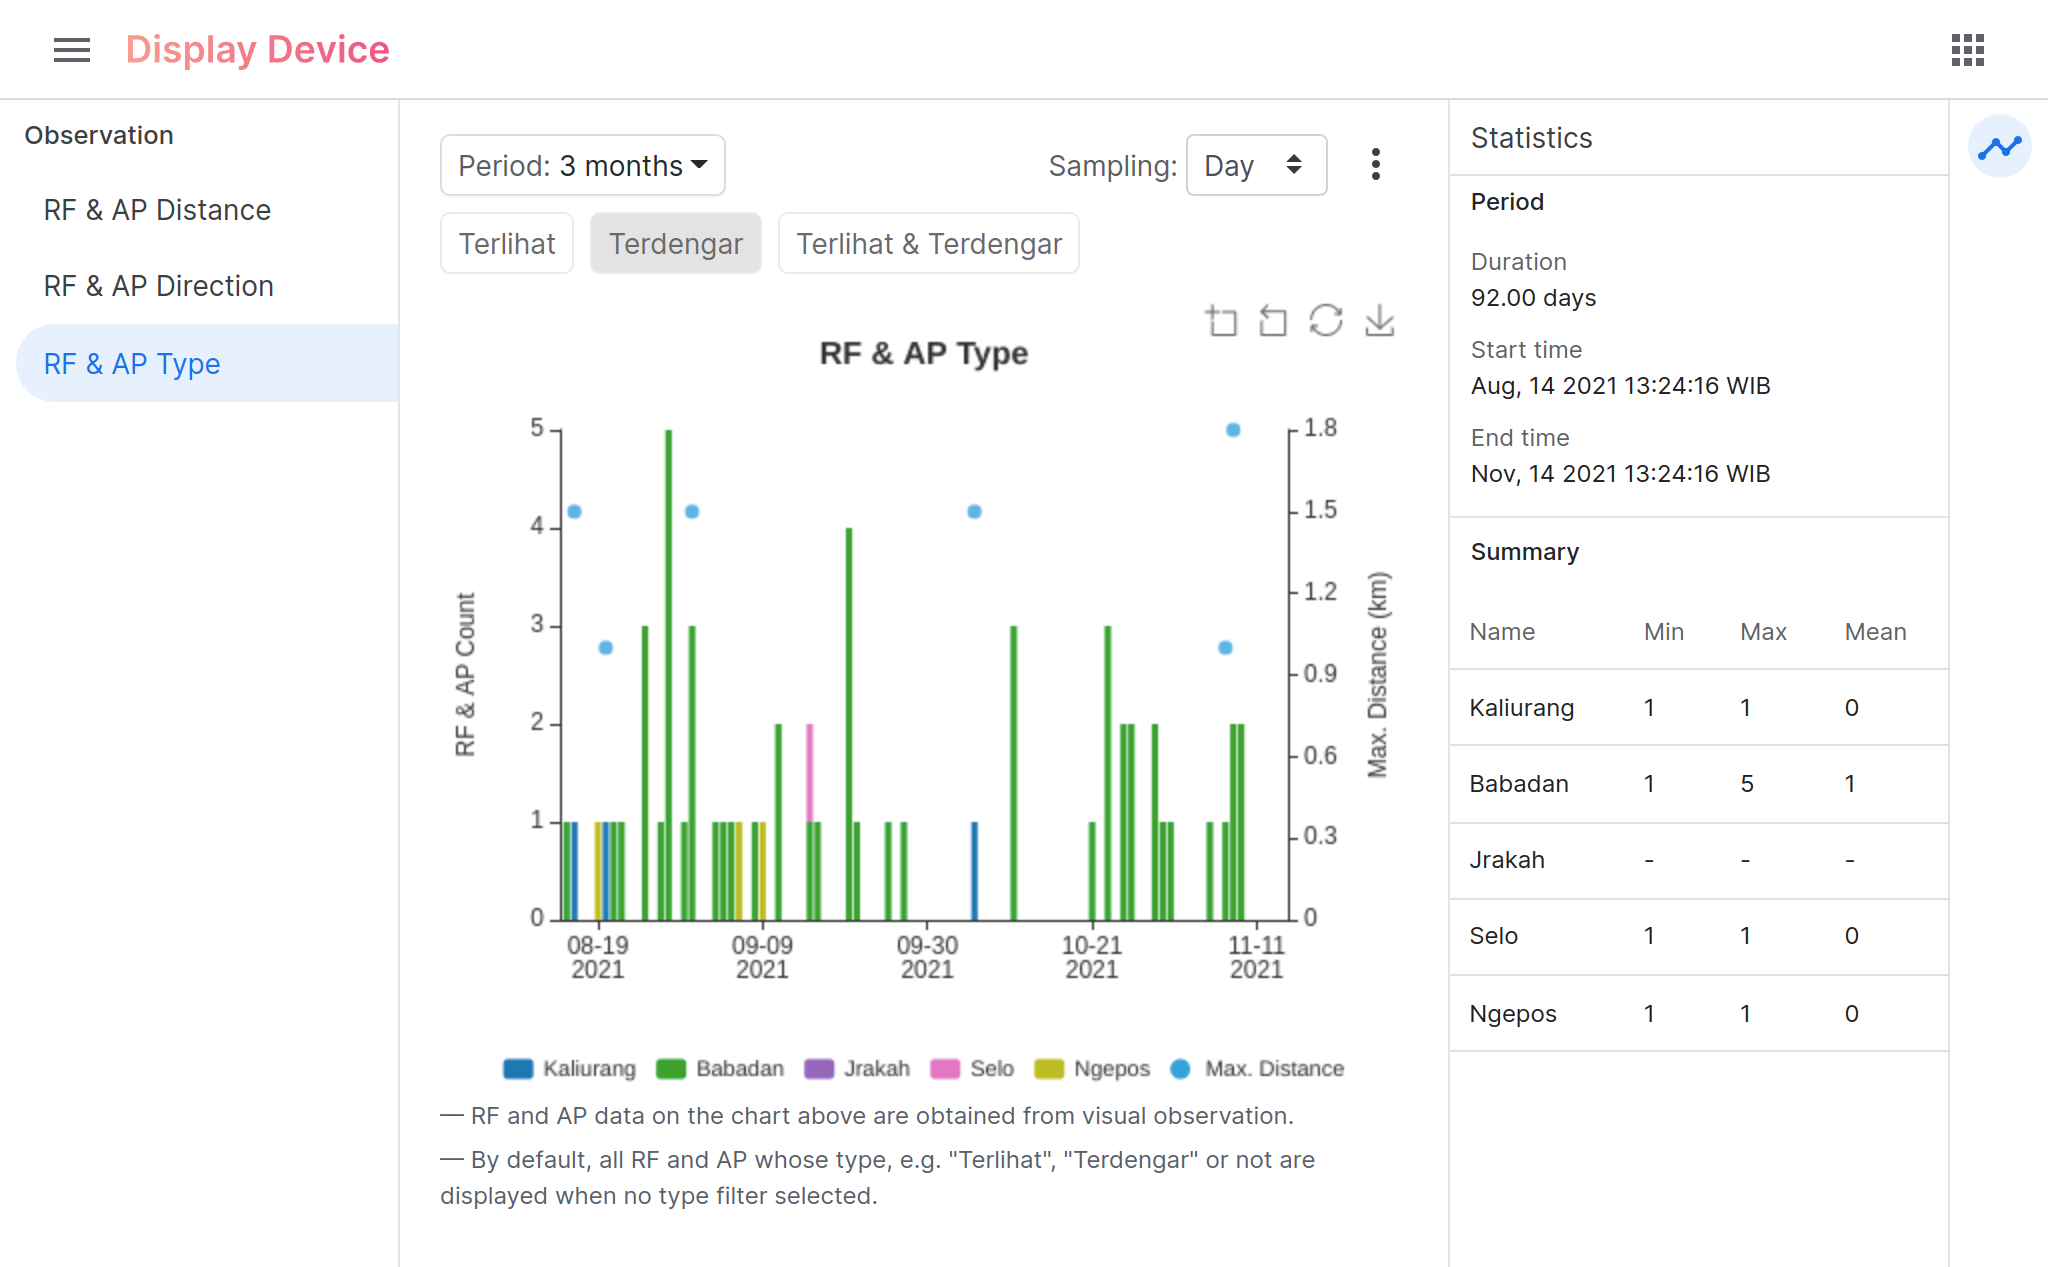 Display Device
Observation
RF & AP Distance
RF & AP Direction
RF & AP Type
Period: 3 months
Sampling: Day
Terlihat
Terdengar
Terlihat & Terdengar
RF & AP Type
RF & AP Count
5
4
3
2
1
0
1.8
1.5
1.2
0.9
0.6
0.3
0
Max. Distance (km)
08-19 2021
09-09 2021
09-30 2021
10-21 2021
11-11 2021
Kaliurang
Babadan
Jrakah
Selo
Ngepos
Max. Distance
— RF and AP data on the chart above are obtained from visual observation.
— By default, all RF and AP whose type, e.g. "Terlihat", "Terdengar" or not are
displayed when no type filter selected.
Statistics
Period
Duration
92.00 days
Start time
Aug, 14 2021 13:24:16 WIB
End time
Nov, 14 2021 13:24:16 WIB
Summary
Name Min Max Mean
Kaliurang 1 1 0
Babadan 1 5 1
Jrakah - - -
Selo 1 1 0
Ngepos 1 1 0